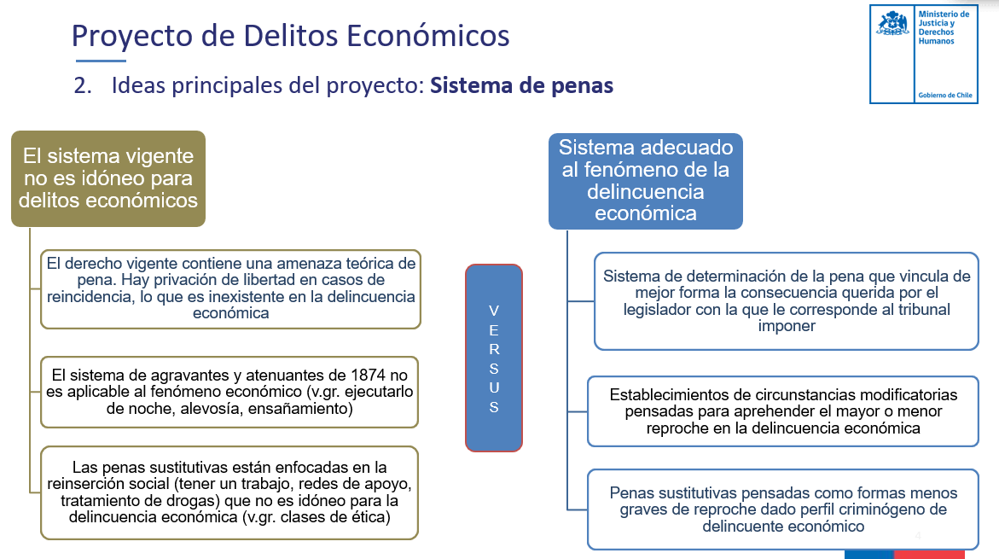 Proyecto de Delitos Económicos
Ministerio de
Justicia y
Derechos
Humanos
Gobierno de Chile
2. Ideas principales del proyecto: Sistema de penas
El sistema vigente
no es idóneo para
delitos económicos
El derecho vigente contiene una amenaza teórica de
pena. Hay privación de libertad en casos de
reincidencia, lo que es inexistente en la delincuencia
económica
El sistema de agravantes y atenuantes de 1874 no
es aplicable al fenómeno económico (v.gr. ejecutarlo
de noche, alevosía, ensañamiento)
Las penas sustitutivas están enfocadas en la
reinserción social (tener un trabajo, redes de apoyo,
tratamiento de drogas) que no es idóneo para la
delincuencia económica (v.gr. clases de ética)
V
E
R
S
U
S
Sistema adecuado
al fenómeno de la
delincuencia
económica
Sistema de determinación de la pena que vincula de
mejor forma la consecuencia querida por el
legislador con la que le corresponde al tribunal
imponer
Establecimientos de circunstancias modificatorias
pensadas para aprehender el mayor o menor
reproche en la delincuencia económica
Penas sustitutivas pensadas como formas menos
graves de reproche dado perfil criminógeno de
delincuente económico
4